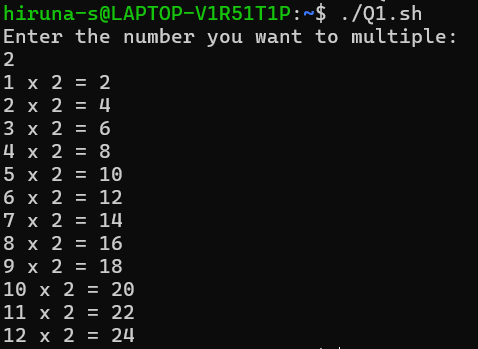 hiruna-s@LAPTOP-V1R51T1P:~$ ./Q1.sh
Enter the number you want to multiple:
2
1 x 2 = 2
2 x 2 = 4
3 x 2 = 6
4 x 2 = 8
5 x 2 = 10
6 x 2 = 12
7 x 2 = 14
8 x 2 = 16
9 x 2 = 18
10 x 2 = 20
11 x 2 = 22
12 x 2 = 24